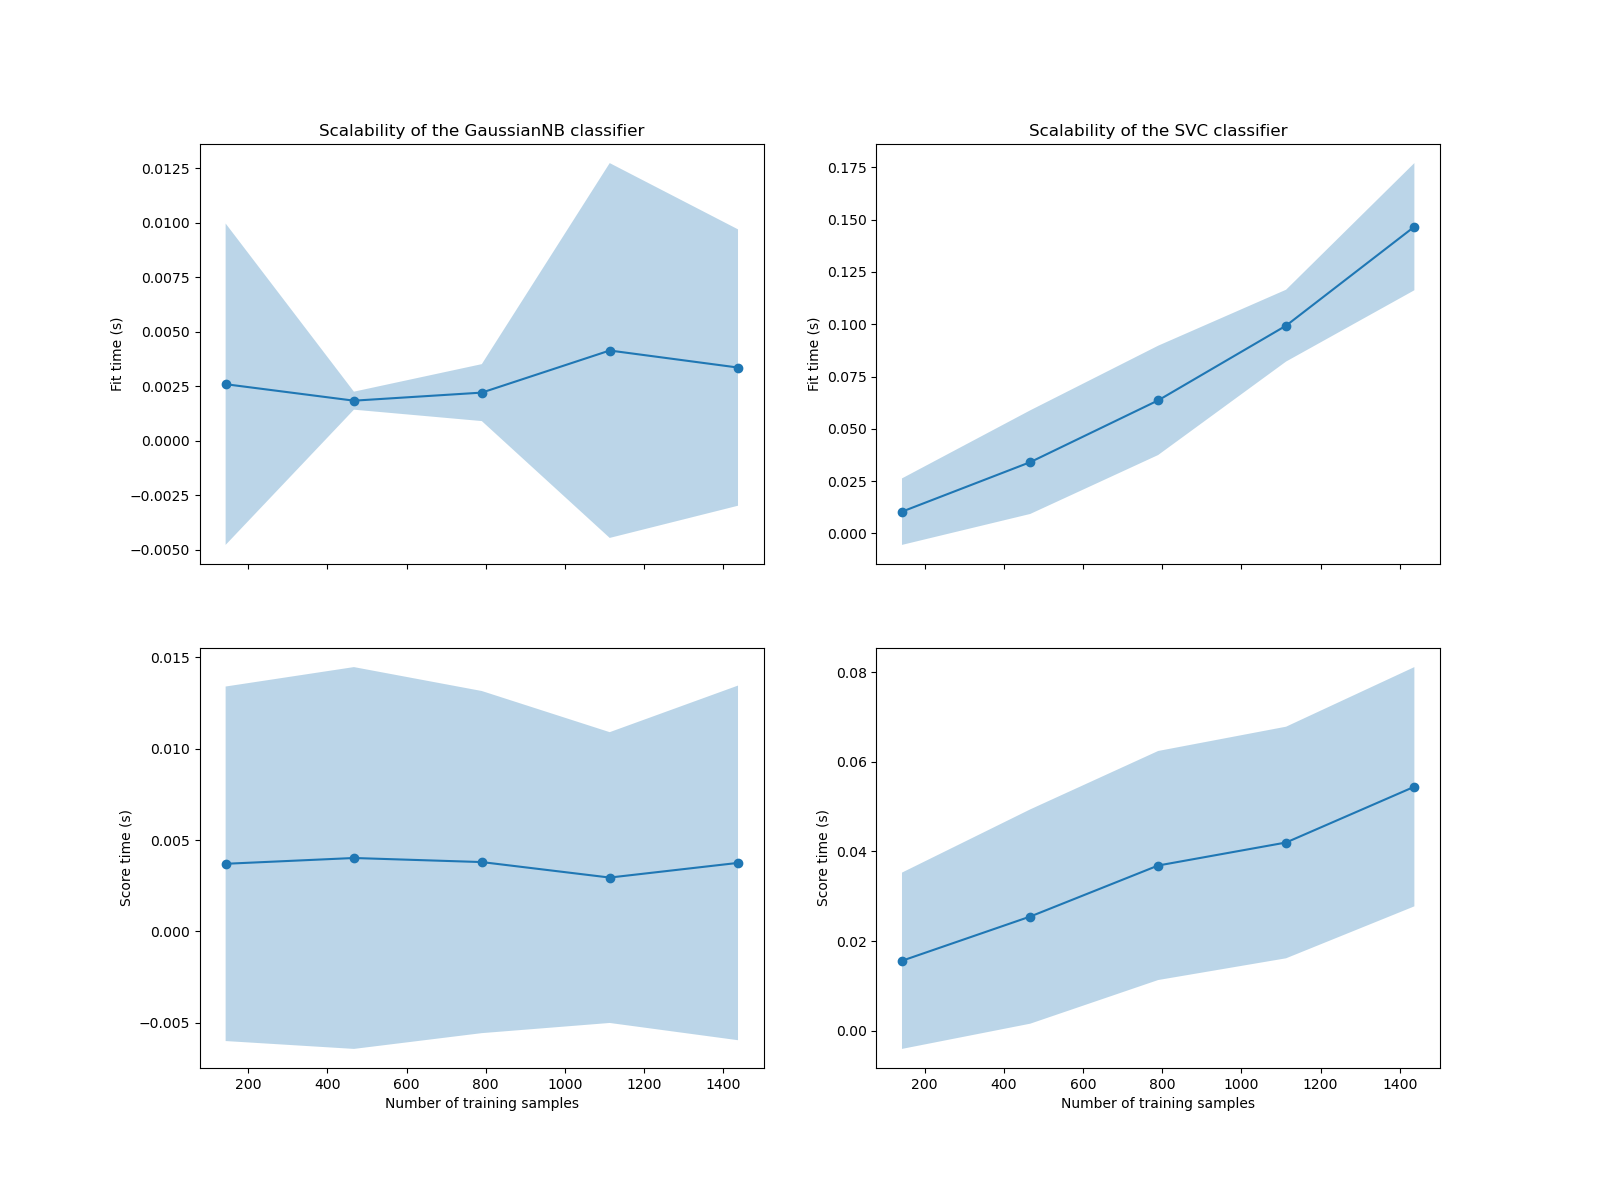 Scalability of the GaussianNB classifier
0.0125
0.0100
0.0075
0.0050
0.0025
0.0000
−0.0025
−0.0050
Fit time (s)
Scalability of the SVC classifier
0.175
0.150
0.125
0.100
0.075
0.050
0.025
0.000
Fit time (s)
0.015
0.010
0.005
0.000
−0.005
Score time (s)
200 400 600 800 1000 1200 1400
Number of training samples
0.08
0.06
0.04
0.02
0.00
Score time (s)
200 400 600 800 1000 1200 1400
Number of training samples